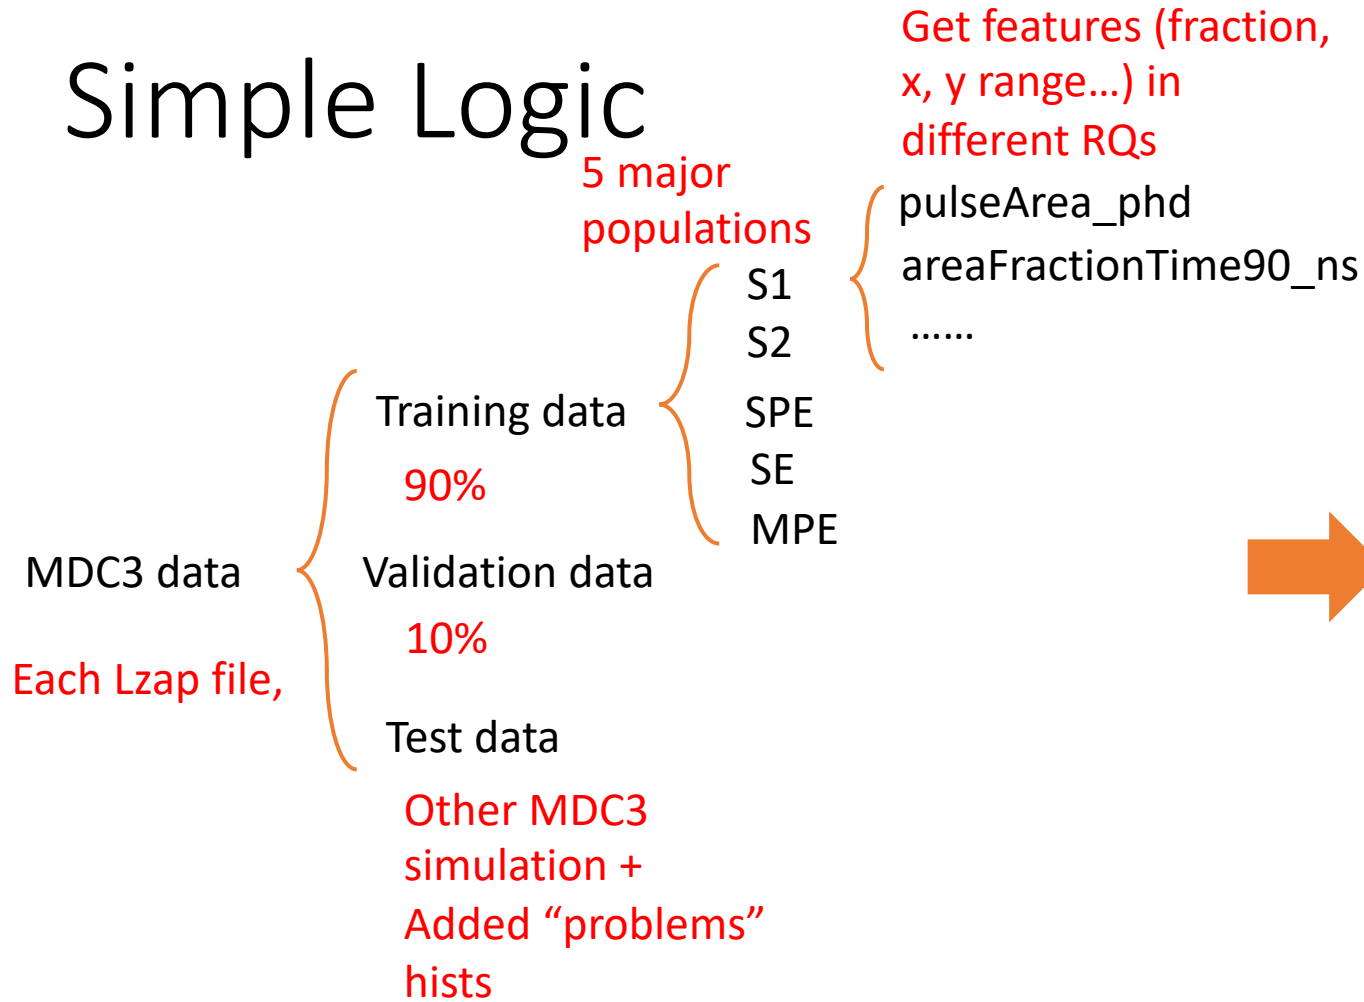 Simple Logic
Get features (fraction,
x, y range...) in
different RQs
5 major
populations
pulseArea_phd
areaFractionTime90_ns
......
S1
S2
SPE
SE
MPE
Training data
90%
MDC3 data
Validation data
10%
Each Lzap file,
Test data
Other MDC3
simulation +
Added “problems”
hists